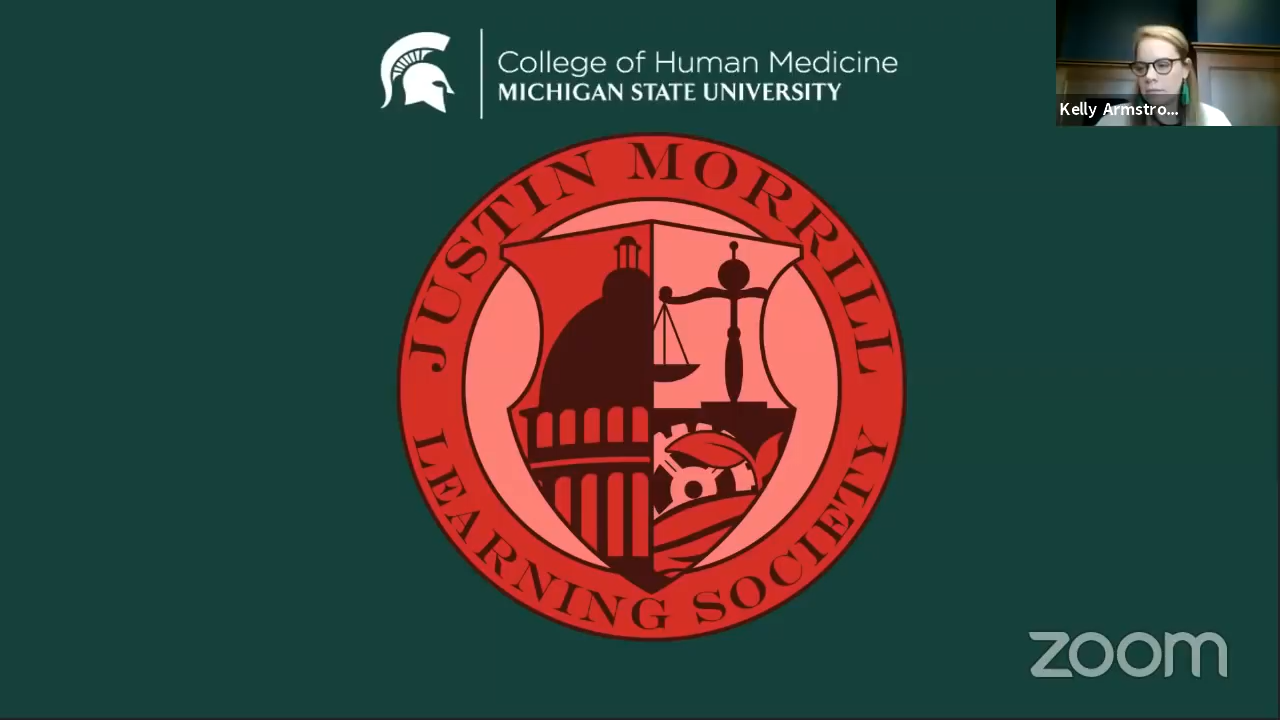 College of Human Medicine
MICHIGAN STATE UNIVERSITY
Kelly Armstro...
JUSTIN MORRILL
LEARNING SOCIETY
zoom